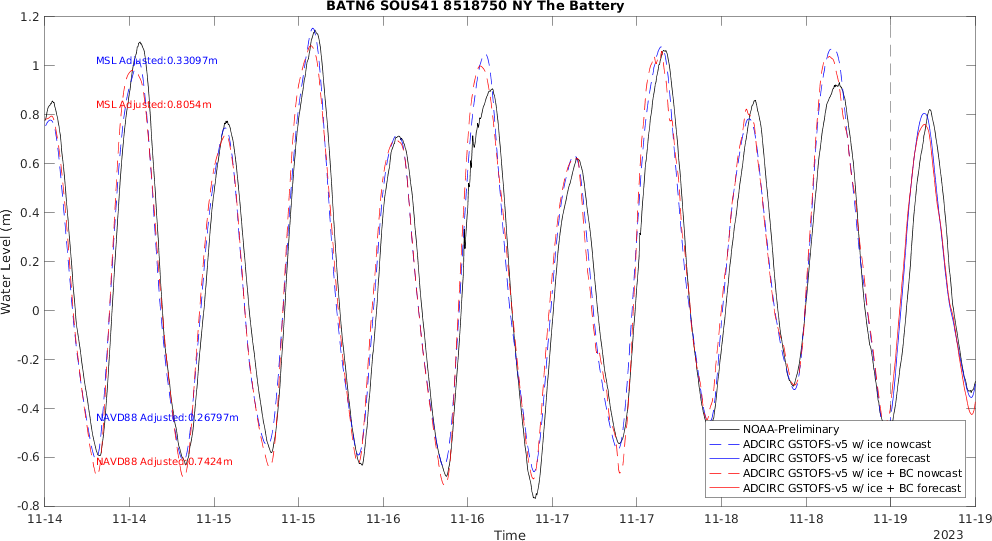 BATN6 SOUS41 8518750 NY The Battery
1.2
1
0.8
0.6
0.4
0.2
0
-0.2
-0.4
-0.6
-0.8
Water Level (m)
MSL Adjusted:0.33097m
MSL Adjusted:0.8054m
NAVD88 Adjusted:0.26797m
NAVD88 Adjusted:0.7424m
NOAA-Preliminary
ADCIRC GSTOFS-v5 w/ ice nowcast
ADCIRC GSTOFS-v5 w/ ice forecast
ADCIRC GSTOFS-v5 w/ ice + BC nowcast
ADCIRC GSTOFS-v5 w/ ice + BC forecast
11-14 11-14 11-15 11-15 11-16 11-16 11-17 11-17 11-18 11-18 11-19 11-19
Time
2023